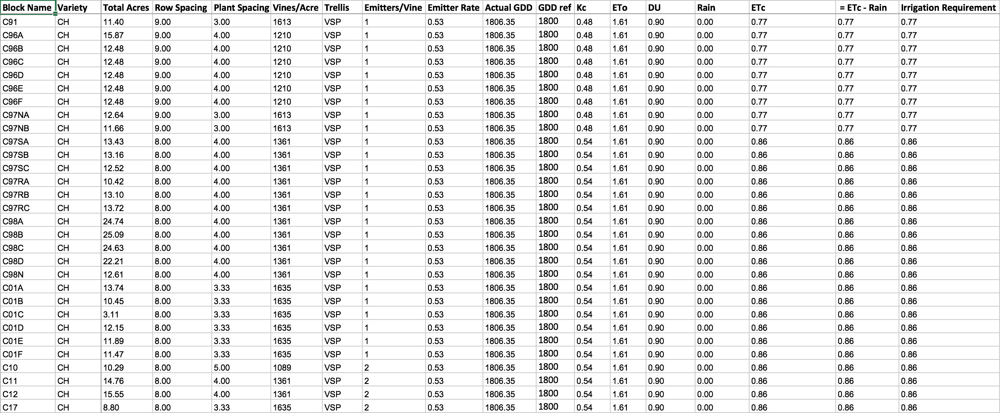 Block Name Variety Total Acres Row Spacing Plant Spacing Vines/Acre Trellis Emitters/Vine Emitter Rate Actual GDD GDD ref Kc ETo DU Rain ETc = ETc - Rain Irrigation Requirement
C91 CH 11.40 9.00 3.00 1613 VSP 1 0.53 1806.35 1800 0.48 1.61 0.90 0.00 0.77 0.77 0.77
C96A CH 15.87 9.00 4.00 1210 VSP 1 0.53 1806.35 1800 0.48 1.61 0.90 0.00 0.77 0.77 0.77
C96B CH 12.48 9.00 4.00 1210 VSP 1 0.53 1806.35 1800 0.48 1.61 0.90 0.00 0.77 0.77 0.77
C96C CH 12.48 9.00 4.00 1210 VSP 1 0.53 1806.35 1800 0.48 1.61 0.90 0.00 0.77 0.77 0.77
C96D CH 12.48 9.00 4.00 1210 VSP 1 0.53 1806.35 1800 0.48 1.61 0.90 0.00 0.77 0.77 0.77
C96E CH 12.48 9.00 4.00 1210 VSP 1 0.53 1806.35 1800 0.48 1.61 0.90 0.00 0.77 0.77 0.77
C96F CH 12.48 9.00 4.00 1210 VSP 1 0.53 1806.35 1800 0.48 1.61 0.90 0.00 0.77 0.77 0.77
C97NA CH 12.64 9.00 3.00 1613 VSP 1 0.53 1806.35 1800 0.48 1.61 0.90 0.00 0.77 0.77 0.77
C97NB CH 11.66 9.00 3.00 1613 VSP 1 0.53 1806.35 1800 0.48 1.61 0.90 0.00 0.77 0.77 0.77
C97SA CH 13.43 8.00 4.00 1361 VSP 1 0.53 1806.35 1800 0.54 1.61 0.90 0.00 0.86 0.86 0.86
C97SB CH 13.16 8.00 4.00 1361 VSP 1 0.53 1806.35 1800 0.54 1.61 0.90 0.00 0.86 0.86 0.86
C97SC CH 12.52 8.00 4.00 1361 VSP 1 0.53 1806.35 1800 0.54 1.61 0.90 0.00 0.86 0.86 0.86
C97RA CH 10.42 8.00 4.00 1361 VSP 1 0.53 1806.35 1800 0.54 1.61 0.90 0.00 0.86 0.86 0.86
C97RB CH 13.10 8.00 4.00 1361 VSP 1 0.53 1806.35 1800 0.54 1.61 0.90 0.00 0.86 0.86 0.86
C97RC CH 13.72 8.00 4.00 1361 VSP 1 0.53 1806.35 1800 0.54 1.61 0.90 0.00 0.86 0.86 0.86
C98A CH 24.74 8.00 4.00 1361 VSP 1 0.53 1806.35 1800 0.54 1.61 0.90 0.00 0.86 0.86 0.86
C98B CH 25.09 8.00 4.00 1361 VSP 1 0.53 1806.35 1800 0.54 1.61 0.90 0.00 0.86 0.86 0.86
C98C CH 24.63 8.00 4.00 1361 VSP 1 0.53 1806.35 1800 0.54 1.61 0.90 0.00 0.86 0.86 0.86
C98D CH 22.21 8.00 4.00 1361 VSP 1 0.53 1806.35 1800 0.54 1.61 0.90 0.00 0.86 0.86 0.86
C98N CH 12.61 8.00 4.00 1361 VSP 1 0.53 1806.35 1800 0.54 1.61 0.90 0.00 0.86 0.86 0.86
C01A CH 13.74 8.00 3.33 1635 VSP 1 0.53 1806.35 1800 0.54 1.61 0.90 0.00 0.86 0.86 0.86
C01B CH 10.45 8.00 3.33 1635 VSP 1 0.53 1806.35 1800 0.54 1.61 0.90 0.00 0.86 0.86 0.86
C01C CH 3.11 8.00 3.33 1635 VSP 1 0.53 1806.35 1800 0.54 1.61 0.90 0.00 0.86 0.86 0.86
C01D CH 12.15 8.00 3.33 1635 VSP 1 0.53 1806.35 1800 0.54 1.61 0.90 0.00 0.86 0.86 0.86
C01E CH 11.89 8.00 3.33 1635 VSP 1 0.53 1806.35 1800 0.54 1.61 0.90 0.00 0.86 0.86 0.86
C01F CH 11.47 8.00 3.33 1635 VSP 1 0.53 1806.35 1800 0.54 1.61 0.90 0.00 0.86 0.86 0.86
C10 CH 10.29 8.00 5.00 1089 VSP 2 0.53 1806.35 1800 0.54 1.61 0.90 0.00 0.86 0.86 0.86
C11 CH 14.76 8.00 4.00 1361 VSP 2 0.53 1806.35 1800 0.54 1.61 0.90 0.00 0.86 0.86 0.86
C12 CH 15.55 8.00 4.00 1361 VSP 2 0.53 1806.35 1800 0.54 1.61 0.90 0.00 0.86 0.86 0.86
C17 CH 8.80 8.00 3.33 1635 VSP 2 0.53 1806.35 1800 0.54 1.61 0.90 0.00 0.86 0.86 0.86